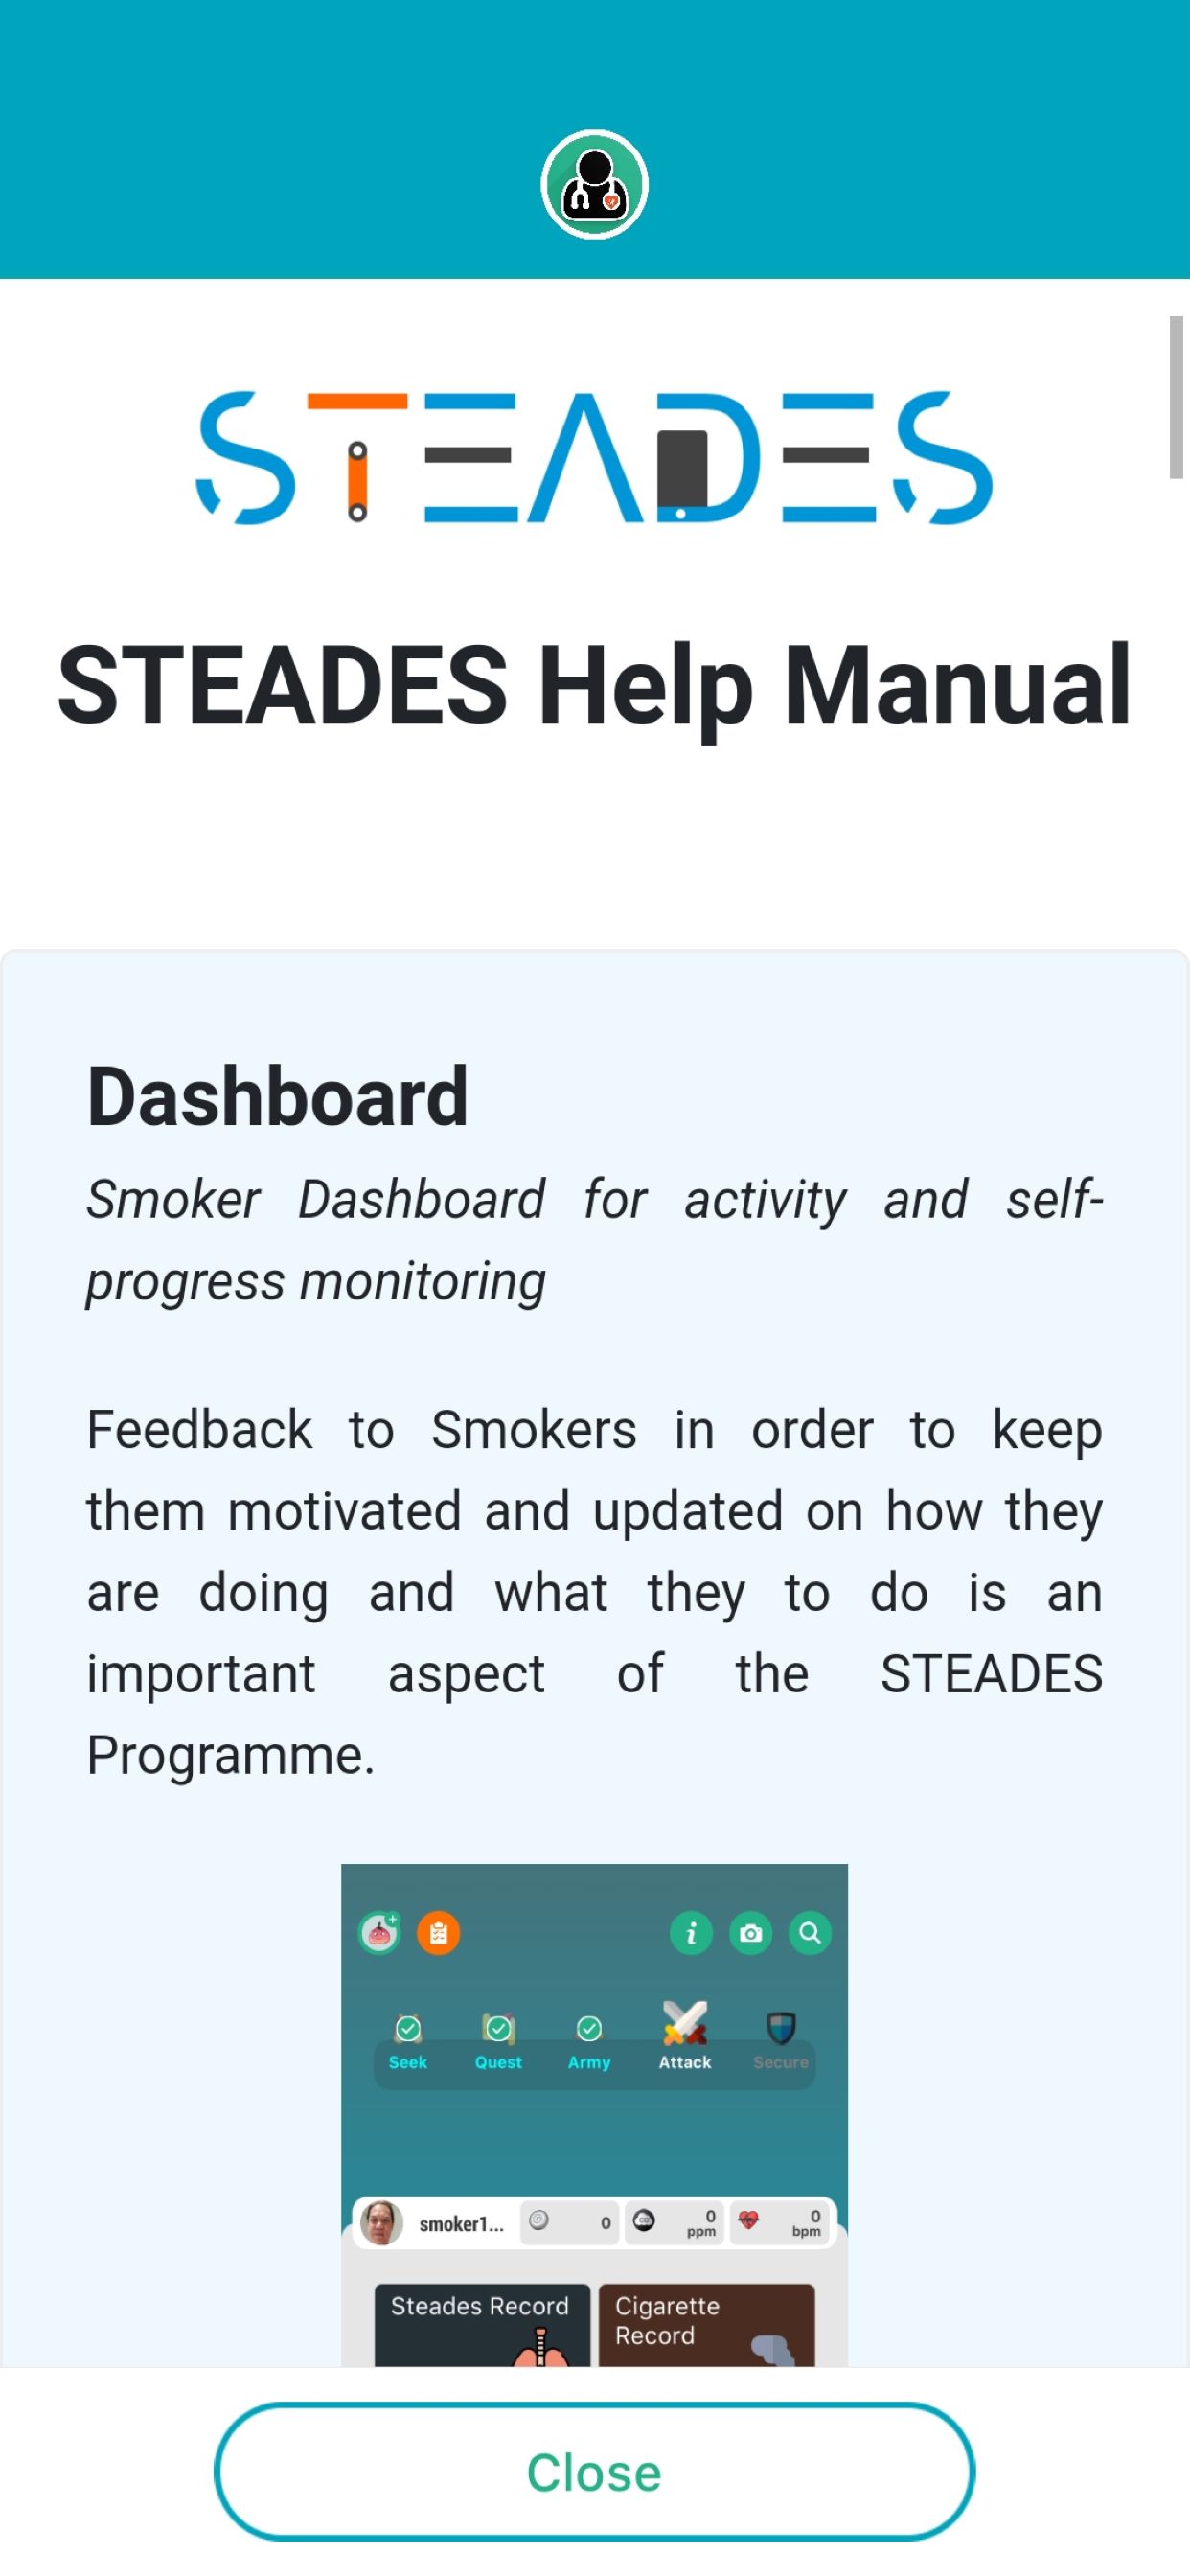 STEADES
STEADES Help Manual
Dashboard
Smoker Dashboard for activity and self-
progress monitoring
Feedback to Smokers in order to keep
them motivated and updated on how they
are doing and what they to do is an
important aspect of the STEADES
Programme.
Seek Quest Army Attack Secure
smoker1... 0 0 ppm 0 bpm
Steades Record
Cigarette
Record
Close